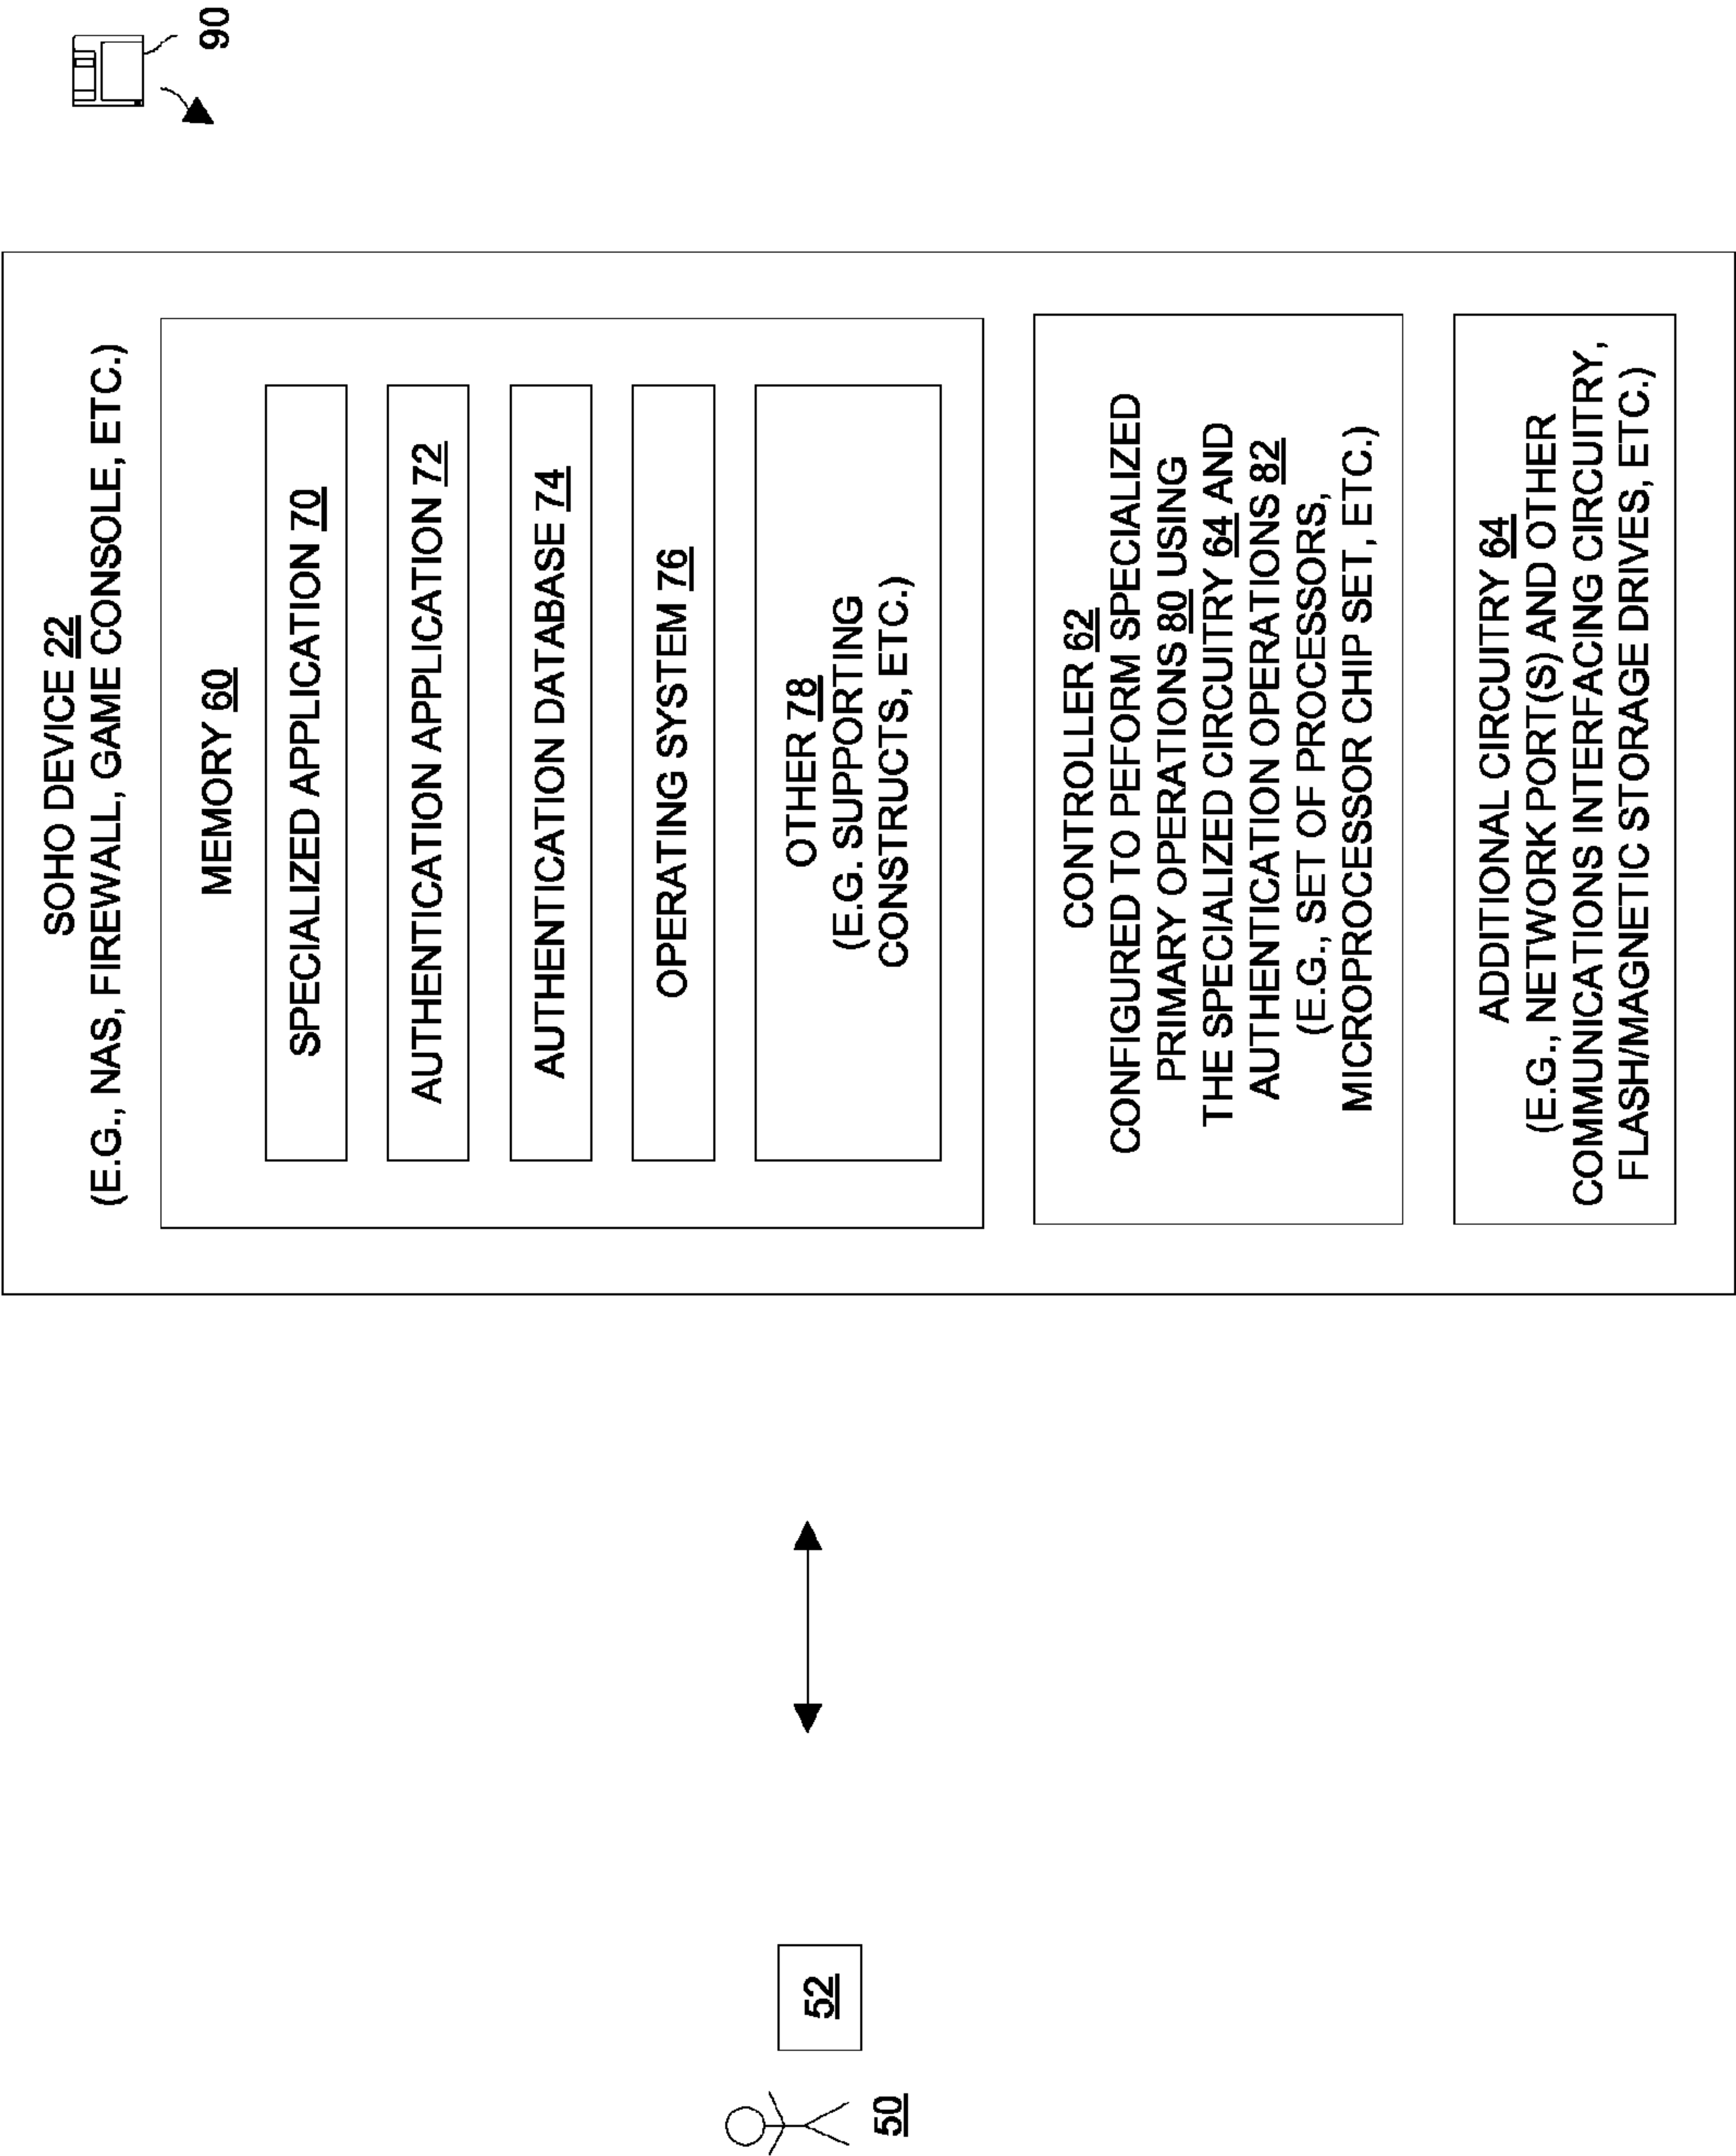 SOHO DEVICE 22
(E.G., NAS, FIREWALL, GAME CONSOLE, ETC.)
MEMORY 60
SPECIALIZED APPLICATION 70
AUTHENTICATION APPLICATION 72
AUTHENTICATION DATABASE 74
OPERATING SYSTEM 76
OTHER 78
(E.G. SUPPORTING
CONSTRUCTS, ETC.)
CONTROLLER 62
CONFIGURED TO PEFORM SPECIALIZED
PRIMARY OPERATIONS 80 USING
THE SPECIALIZED CIRCUITRY 64 AND
AUTHENTICATION OPERATIONS 82
(E.G., SET OF PROCESSORS,
MICROPROCESSOR CHIP SET, ETC.)
ADDITIONAL CIRCUITRY 64
(E.G., NETWORK PORT(S) AND OTHER
COMMUNICATIONS INTERFACING CIRCUITRY,
FLASH/MAGNETIC STORAGE DRIVES, ETC.)
50
52
90